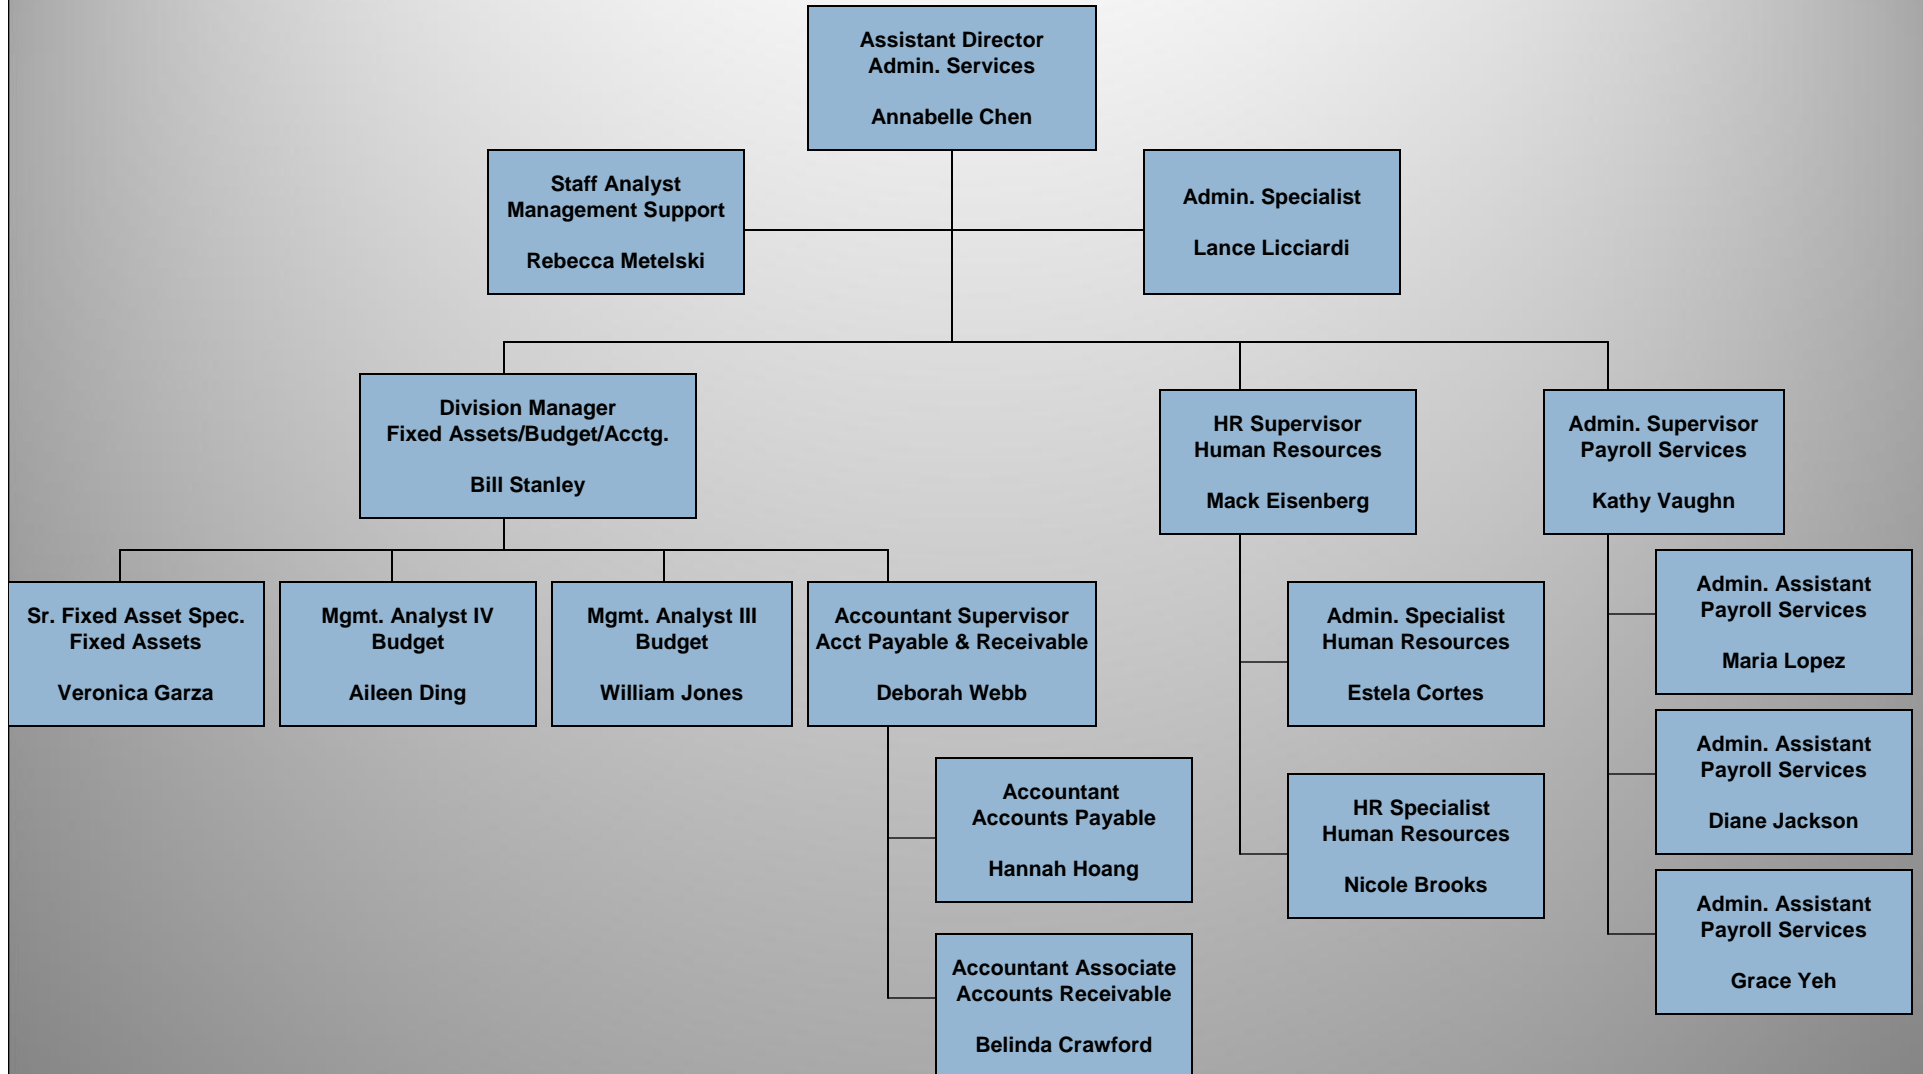 Assistant Director
Admin. Services
Annabelle Chen
Staff Analyst
Management Support
Rebecca Metelski
Admin. Specialist
Lance Licciardi
Division Manager
Fixed Assets/Budget/Acctg.
Bill Stanley
HR Supervisor
Human Resources
Mack Eisenberg
Admin. Supervisor
Payroll Services
Kathy Vaughn
Sr. Fixed Asset Spec.
Fixed Assets
Veronica Garza
Mgmt. Analyst IV
Budget
Aileen Ding
Mgmt. Analyst III
Budget
William Jones
Accountant Supervisor
Acct Payable & Receivable
Deborah Webb
Accountant
Accounts Payable
Hannah Hoang
Accountant Associate
Accounts Receivable
Belinda Crawford
Admin. Specialist
Human Resources
Estela Cortes
HR Specialist
Human Resources
Nicole Brooks
Admin. Assistant
Payroll Services
Maria Lopez
Admin. Assistant
Payroll Services
Diane Jackson
Admin. Assistant
Payroll Services
Grace Yeh